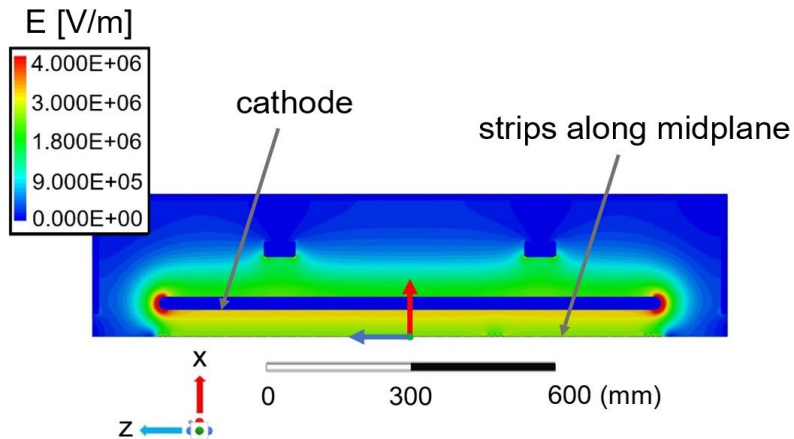 E [V/m]
4.000E+06
3.000E+06
1.800E+06
9.000E+05
0.000E+00
cathode
strips along midplane
x
z
0 300 600 (mm)